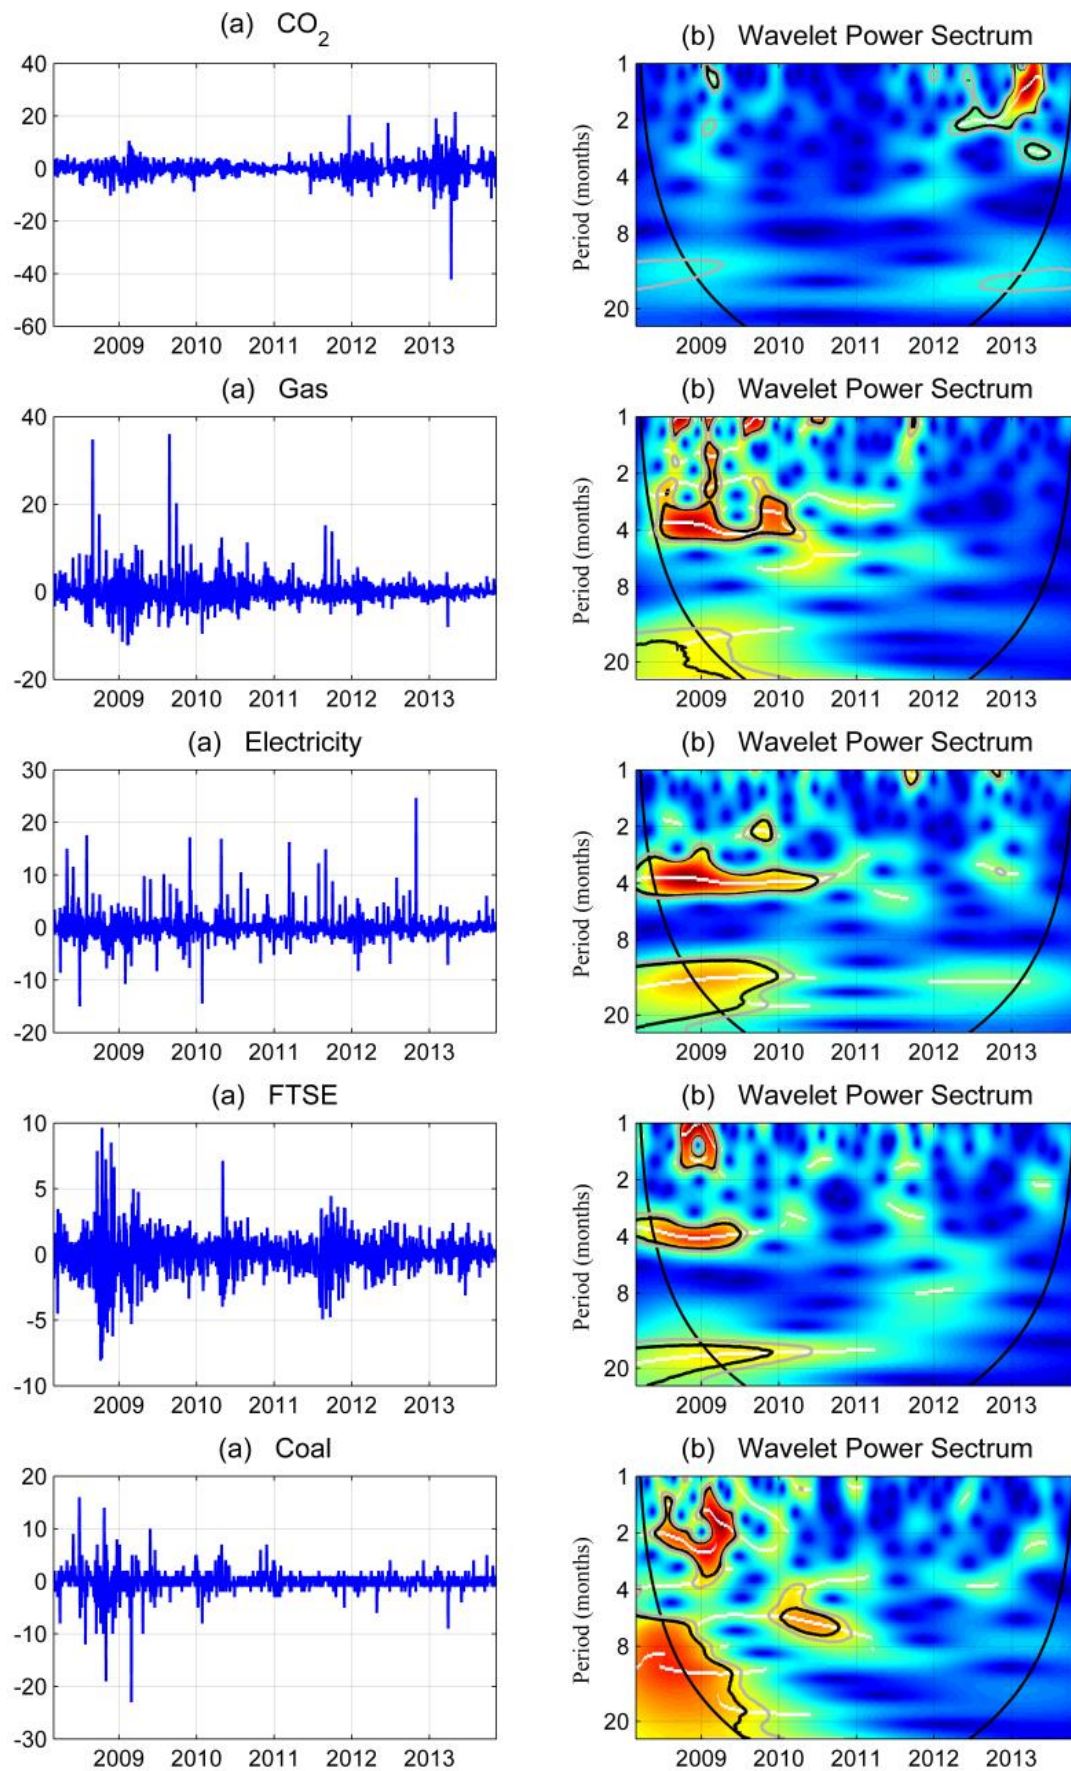 (a) CO2
(b) Wavelet Power Sectrum
40
20
0
-20
-40
-60
2009 2010 2011 2012 2013
Period (months)
1
2
4
8
20
2009 2010 2011 2012 2013
(a) Gas
(b) Wavelet Power Sectrum
40
20
0
-20
2009 2010 2011 2012 2013
Period (months)
1
2
4
8
20
2009 2010 2011 2012 2013
(a) Electricity
(b) Wavelet Power Sectrum
30
20
10
0
-10
-20
2009 2010 2011 2012 2013
Period (months)
1
2
4
8
20
2009 2010 2011 2012 2013
(a) FTSE
(b) Wavelet Power Sectrum
10
5
0
-5
-10
2009 2010 2011 2012 2013
Period (months)
1
2
4
8
20
2009 2010 2011 2012 2013
(a) Coal
(b) Wavelet Power Sectrum
20
10
0
-10
-20
-30
2009 2010 2011 2012 2013
Period (months)
1
2
4
8
20
2009 2010 2011 2012 2013